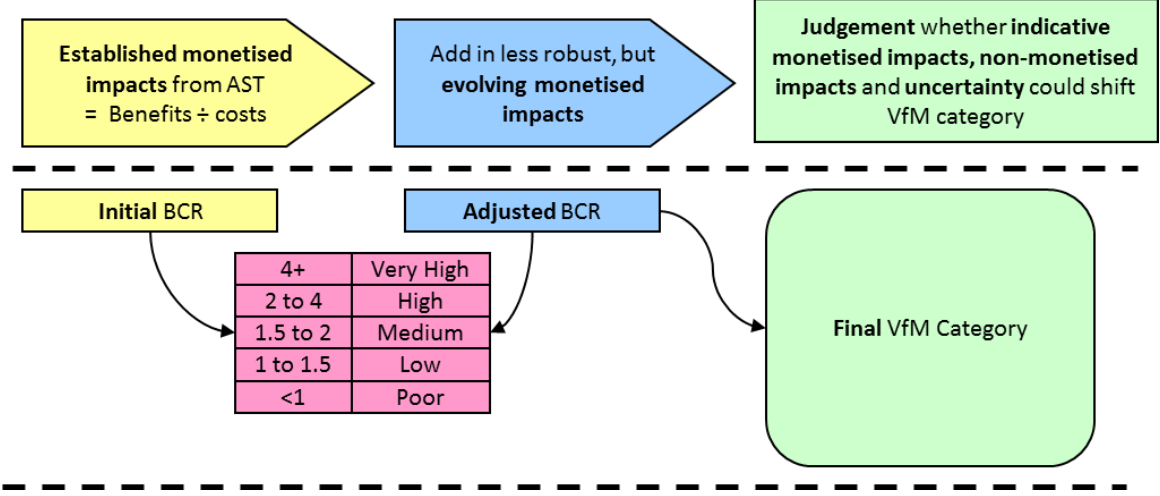 Established monetised
impacts from AST
= Benefits ÷ costs
Add in less robust, but
evolving monetised
impacts
Judgement whether indicative
monetised impacts, non-monetised
impacts and uncertainty could shift
VfM category
Initial BCR
Adjusted BCR
4+ Very High
2 to 4 High
1.5 to 2 Medium
1 to 1.5 Low
<1 Poor
Final VfM Category